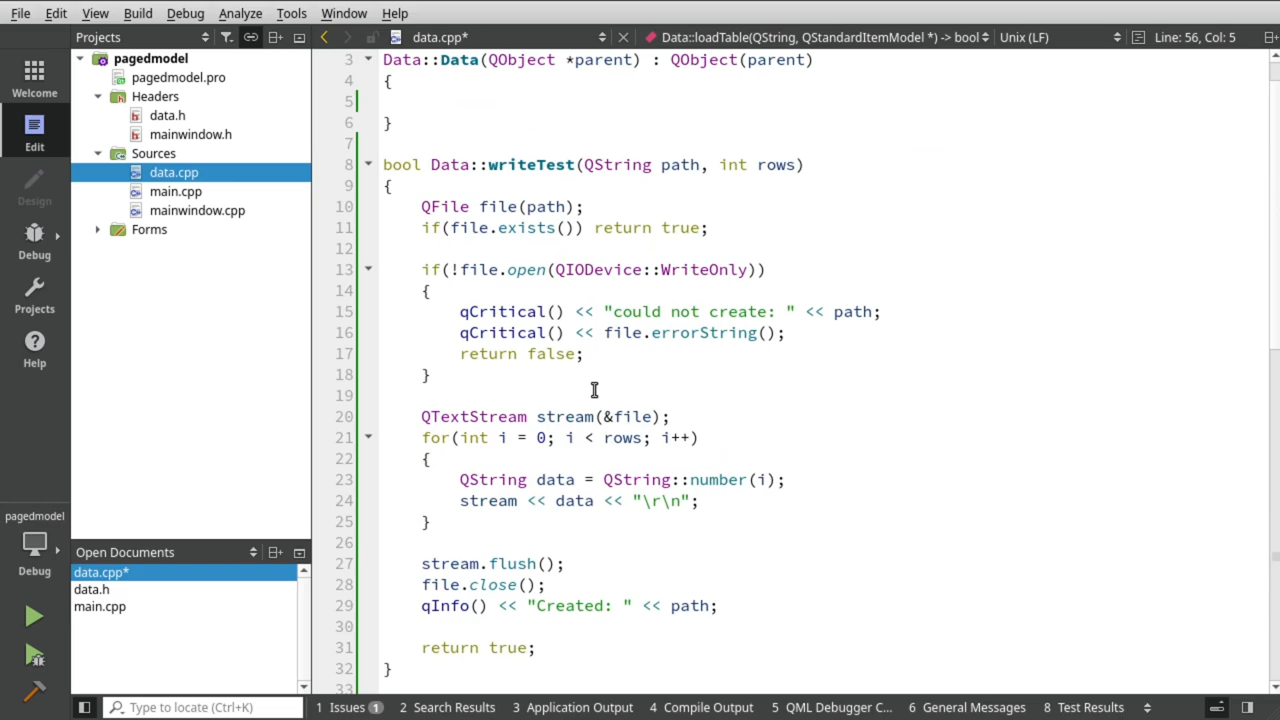 File Edit View Build Debug Analyze Tools Window Help
Projects
data.cpp*
Data::loadTable(QString, QStandardItemModel *) -> bool
Unix (LF)
Line: 56, Col: 5
Welcome
Edit
Design
Debug
Projects
Help
pagedmodel
Debug
pagedmodel
pagedmodel.pro
Headers
data.h
mainwindow.h
Sources
data.cpp
main.cpp
mainwindow.cpp
Forms
Open Documents
data.cpp*
data.h
main.cpp
3 Data::Data(QObject *parent) : QObject(parent)
4 {
5
6 }
7
8 bool Data::writeTest(QString path, int rows)
9 {
10 QFile file(path);
11 if(file.exists()) return true;
12
13 if(!file.open(QIODevice::WriteOnly))
14 {
15 qCritical() << "could not create: " << path;
16 qCritical() << file.errorString();
17 return false;
18 }
19
20 QTextStream stream(&file);
21 for(int i = 0; i < rows; i++)
22 {
23 QString data = QString::number(i);
24 stream << data << "\r\n";
25 }
26
27 stream.flush();
28 file.close();
29 qInfo() << "Created: " << path;
30
31 return true;
32 }
33
Type to locate (Ctrl+K)
1 Issues 1
2 Search Results
3 Application Output
4 Compile Output
5 QML Debugger C...
6 General Messages
8 Test Results